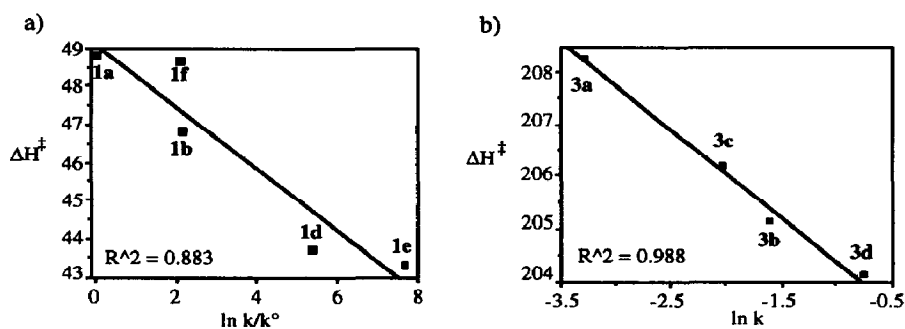 a)
49
48
47
46
45
44
43
ΔH‡
1a
1f
1b
1d
1e
R^2 = 0.883
0
2
4
6
8
ln k/k°
b)
208
207
206
205
204
ΔH‡
3a
3c
3b
3d
R^2 = 0.988
-3.5
-2.5
-1.5
-0.5
ln k